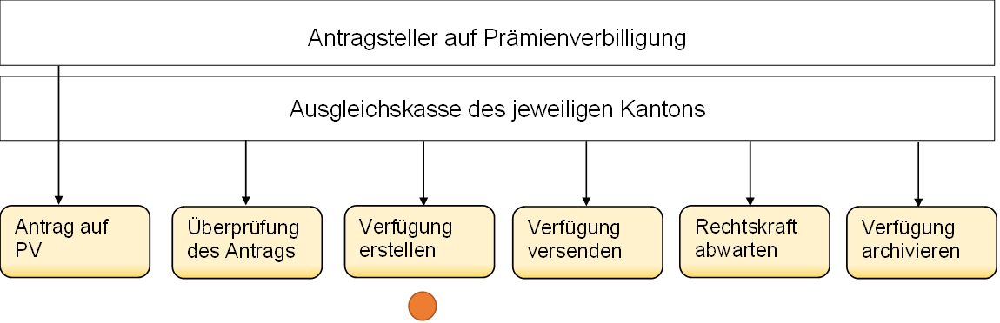 Antragsteller auf Prämienverbilligung
Ausgleichskasse des jeweiligen Kantons
Antrag auf
PV
Überprüfung
des Antrags
Verfügung
erstellen
Verfügung
versenden
Rechtskraft
abwarten
Verfügung
archivieren